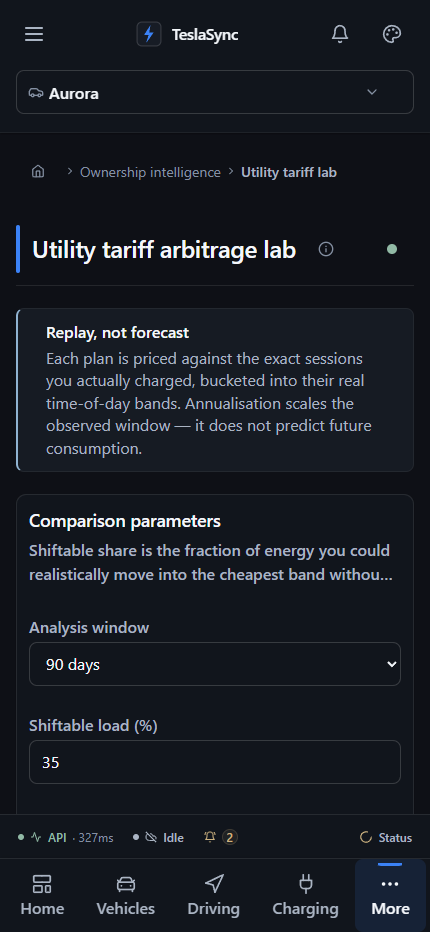 TeslaSync
Aurora
Ownership intelligence
Utility tariff lab
Utility tariff arbitrage lab
Replay, not forecast
Each plan is priced against the exact sessions
you actually charged, bucketed into their real
time-of-day bands. Annualisation scales the
observed window — it does not predict future
consumption.
Comparison parameters
Shiftable share is the fraction of energy you could
realistically move into the cheapest band withou...
Analysis window
90 days
Shiftable load (%)
35
API · 327ms
Idle
2
Status
Home
Vehicles
Driving
Charging
More